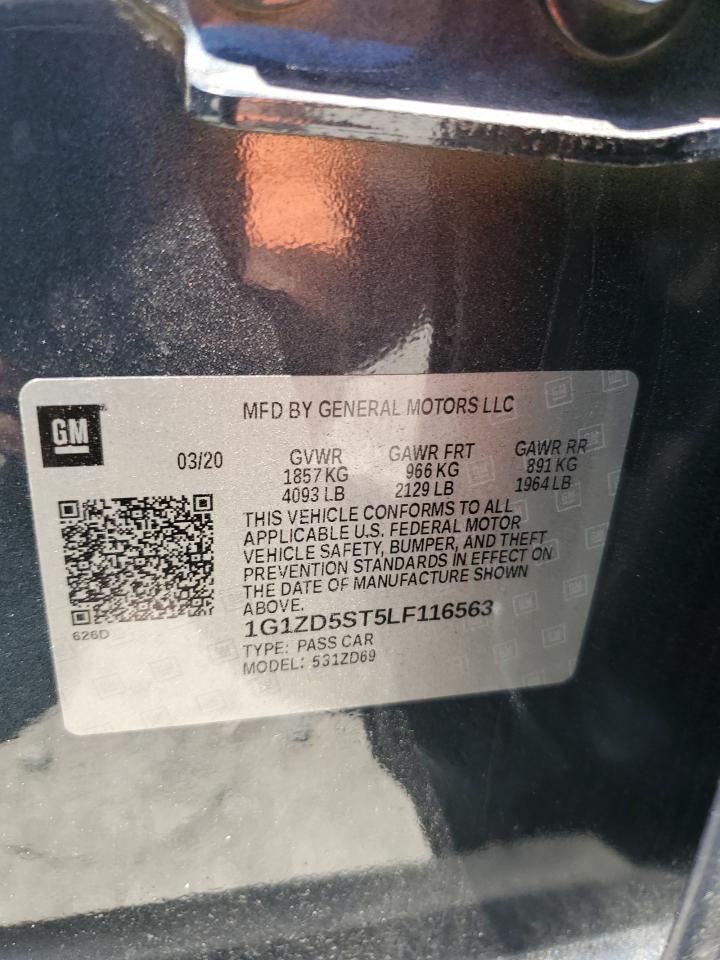 GM
MFD BY GENERAL MOTORS LLC
03/20
GVWR GAWR FRT GAWR RR
1857 KG 966 KG 891 KG
4093 LB 2129 LB 1964 LB
THIS VEHICLE CONFORMS TO ALL
APPLICABLE U.S. FEDERAL MOTOR
VEHICLE SAFETY, BUMPER, AND THEFT
PREVENTION STANDARDS IN EFFECT ON
THE DATE OF MANUFACTURE SHOWN
ABOVE.
626D
1G1ZD5ST5LF116563
TYPE: PASS CAR
MODEL: 531ZD69